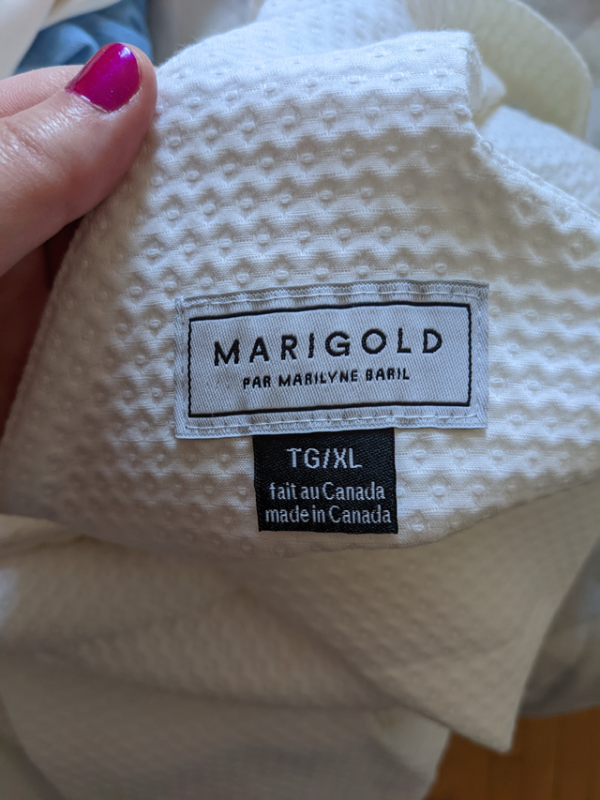 MARIGOLD
PAR MARILYNE BARIL
TG/XL
fait au Canada
made in Canada